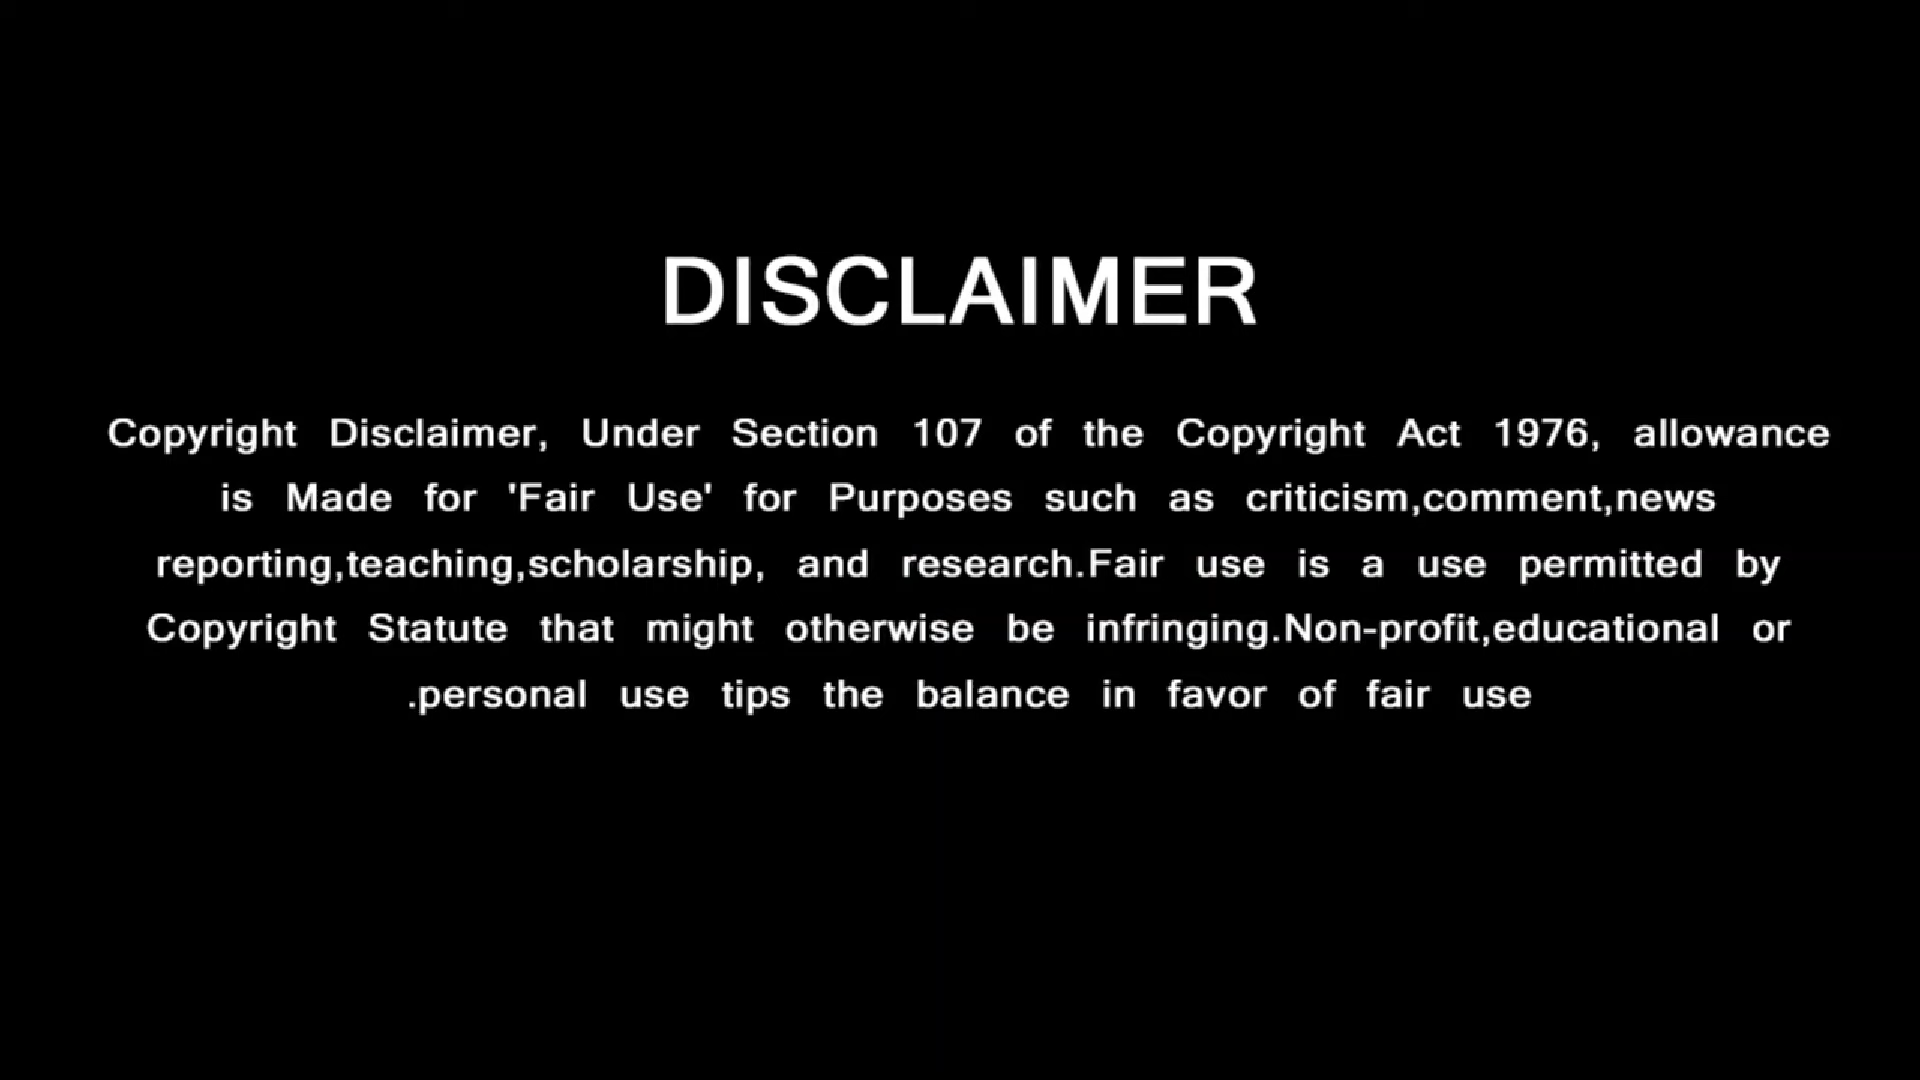 DISCLAIMER
Copyright Disclaimer, Under Section 107 of the Copyright Act 1976, allowance
is Made for 'Fair Use' for Purposes such as criticism,comment,news
reporting,teaching,scholarship, and research.Fair use is a use permitted by
Copyright Statute that might otherwise be infringing.Non-profit,educational or
.personal use tips the balance in favor of fair use